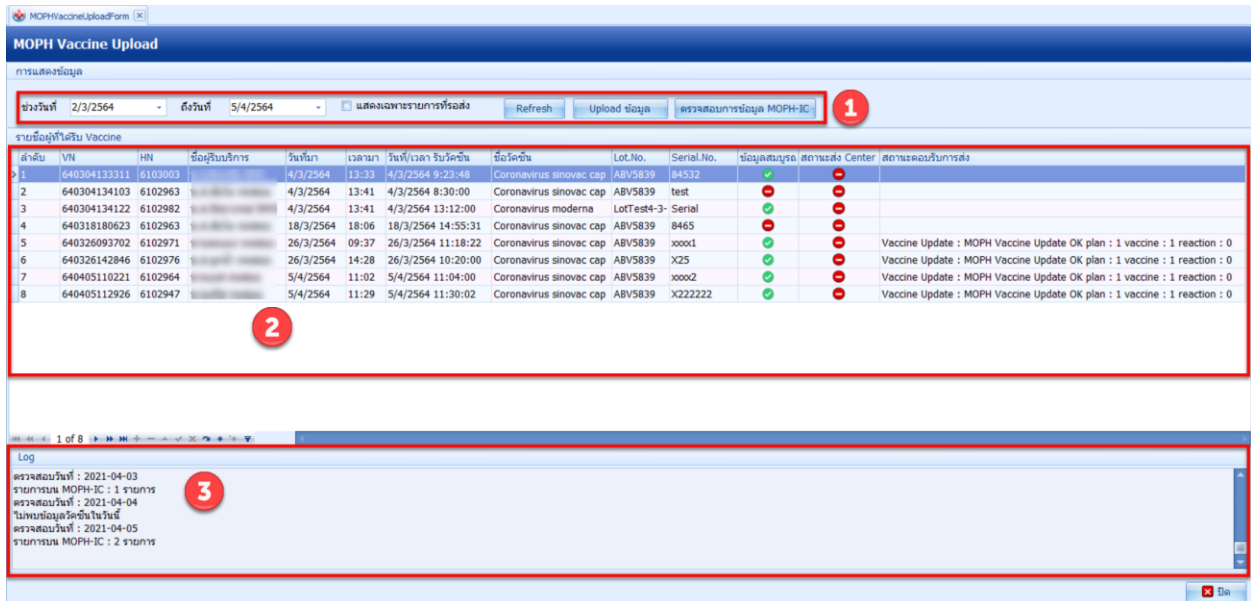 MOPHVaccineUploadForm
MOPH Vaccine Upload
การแสดงข้อมูล
ช่วงวันที่ 2/3/2564 ถึงวันที่ 5/4/2564 แสดงเฉพาะรายการที่รอส่ง Refresh Upload ข้อมูล ตรวจสอบการข้อมูล MOPH-IC 1
รายชื่อผู้ที่ได้รับ Vaccine
ลำดับ VN HN ชื่อผู้รับบริการ วันที่มา เวลามา วันที่/เวลา รับวัคซีน ชื่อวัคซีน Lot.No. Serial.No. ข้อมูลสมบูรณ์ สถานะส่ง Center สถานะตอบรับการส่ง
1 640304133311 6103003 4/3/2564 13:33 4/3/2564 9:23:48 Coronavirus sinovac cap ABV5839 84532
2 640304134103 6102963 4/3/2564 13:41 4/3/2564 8:30:00 Coronavirus sinovac cap ABV5839 test
3 640304134122 6102982 4/3/2564 13:41 4/3/2564 13:12:00 Coronavirus moderna LotTest4-3- Serial
4 640318180623 6102963 18/3/2564 18:06 18/3/2564 14:55:31 Coronavirus sinovac cap ABV5839 8465
5 640326093702 6102971 26/3/2564 09:37 26/3/2564 11:18:22 Coronavirus sinovac cap ABV5839 xxxx1 Vaccine Update : MOPH Vaccine Update OK plan : 1 vaccine : 1 reaction : 0
6 640326142846 6102976 26/3/2564 14:28 26/3/2564 10:20:00 Coronavirus sinovac cap ABV5839 X25 Vaccine Update : MOPH Vaccine Update OK plan : 1 vaccine : 1 reaction : 0
7 640405110221 6102964 5/4/2564 11:02 5/4/2564 11:04:00 Coronavirus sinovac cap ABV5839 xxxx2 Vaccine Update : MOPH Vaccine Update OK plan : 1 vaccine : 1 reaction : 0
8 640405112926 6102947 5/4/2564 11:29 5/4/2564 11:30:02 Coronavirus sinovac cap ABV5839 X222222 Vaccine Update : MOPH Vaccine Update OK plan : 1 vaccine : 1 reaction : 0
2
1 of 8
Log
ตรวจสอบวันที่ : 2021-04-03
รายการบน MOPH-IC : 1 รายการ
ตรวจสอบวันที่ : 2021-04-04
ไม่พบข้อมูลวัคซีนในวันนี้
ตรวจสอบวันที่ : 2021-04-05
รายการบน MOPH-IC : 2 รายการ
3
ปิด